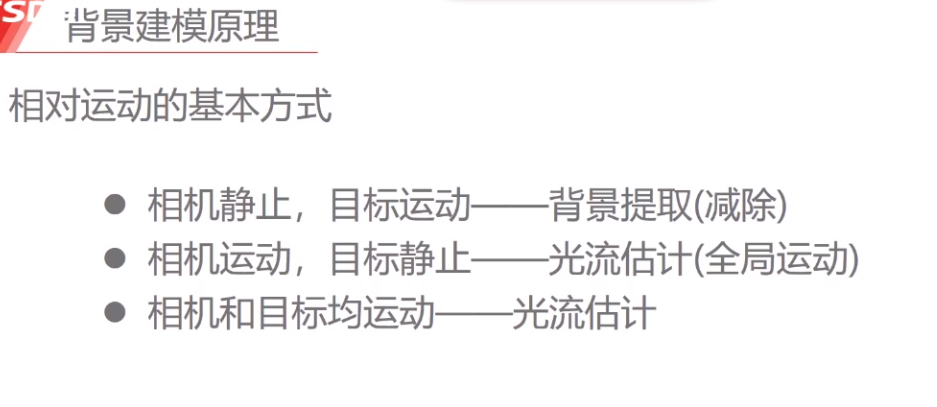 背景建模原理
相对运动的基本方式
● 相机静止，目标运动——背景提取(减除)
● 相机运动，目标静止——光流估计(全局运动)
● 相机和目标均运动——光流估计